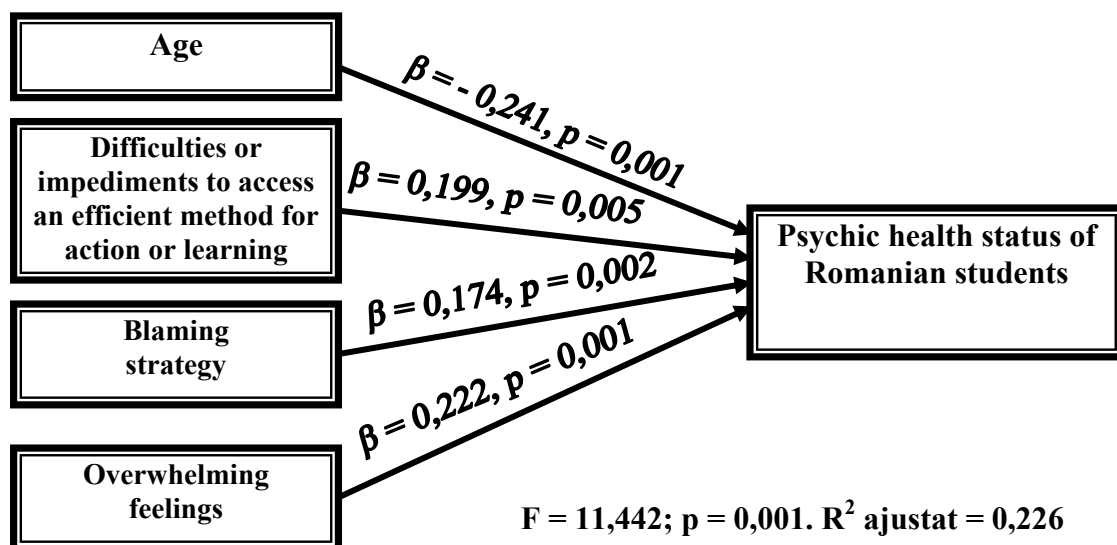 Age
β = - 0,241, p = 0,001
Difficulties or
impediments to access
an efficient method for
action or learning
β = 0,199, p = 0,005
Blaming
strategy
β = 0,174, p = 0,002
Overwhelming
feelings
β = 0,222, p = 0,001
Psychic health status of
Romanian students
F = 11,442; p = 0,001. R² ajustat = 0,226